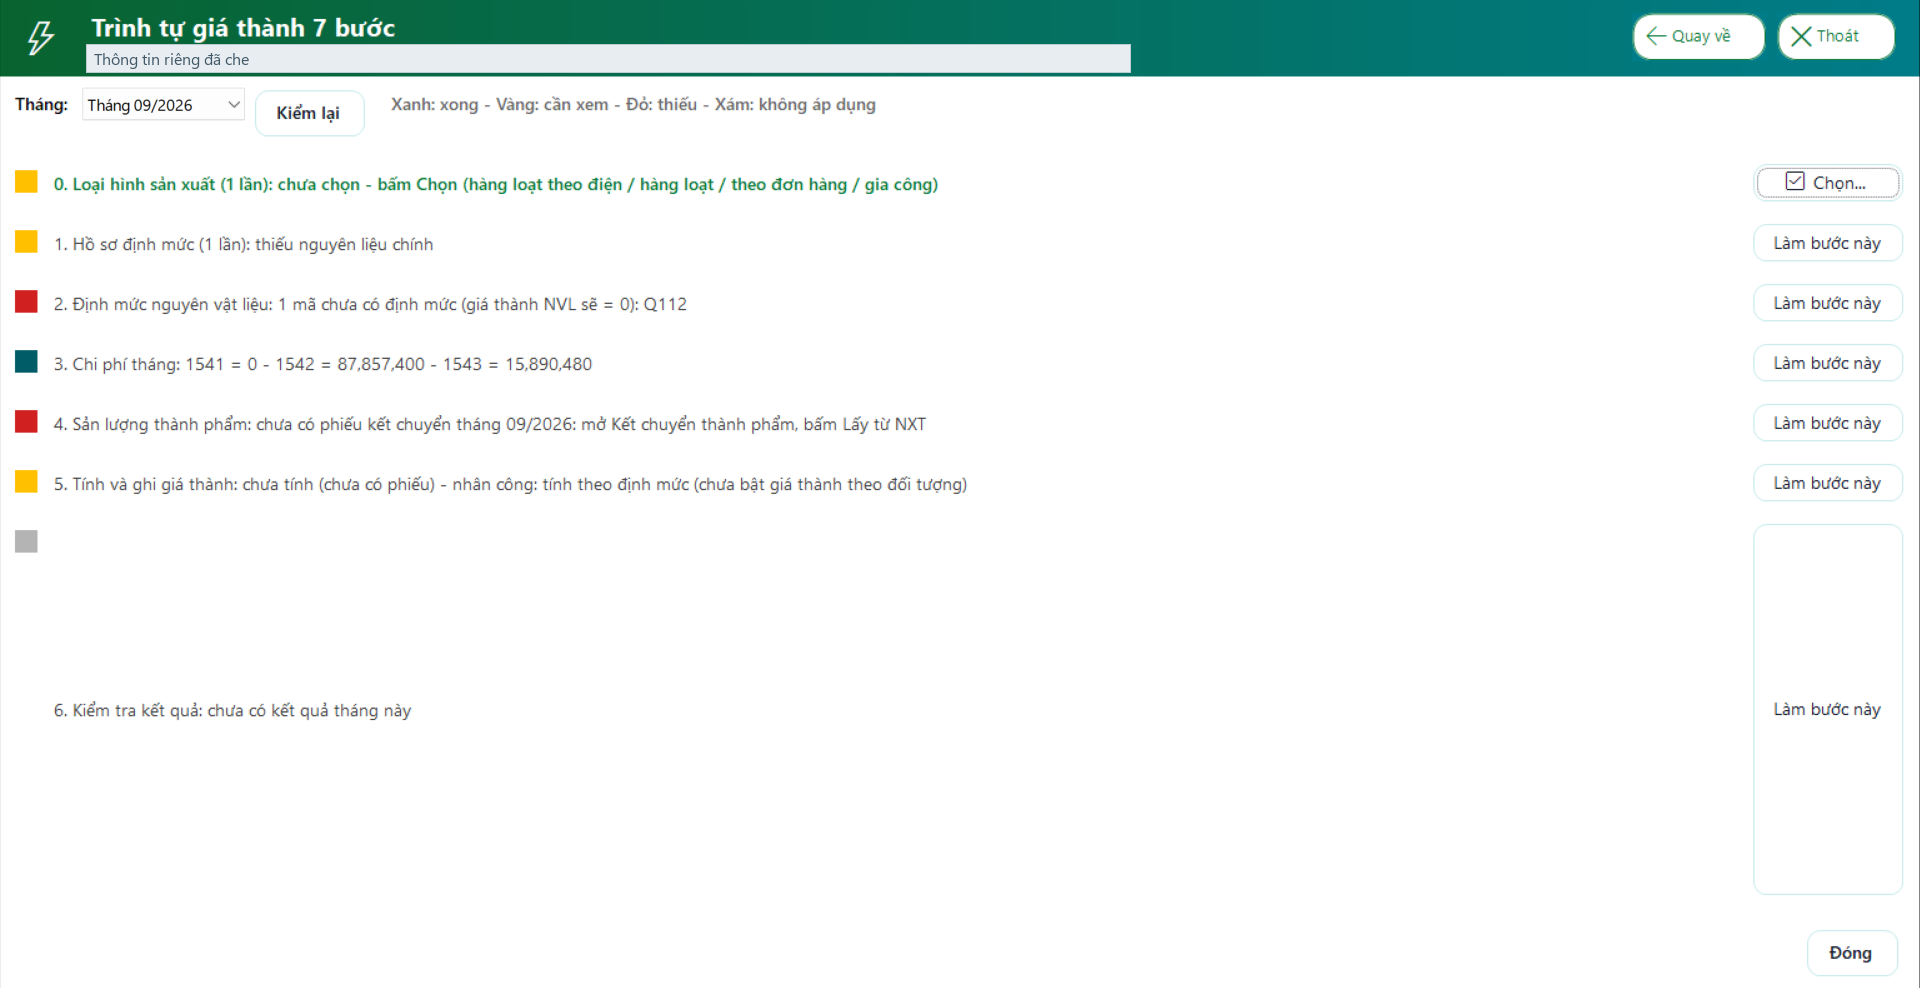 Trình tự giá thành 7 bước
Thông tin riêng đã che
Quay về
Thoát
Tháng: Tháng 09/2026 Kiểm lại Xanh: xong - Vàng: cần xem - Đỏ: thiếu - Xám: không áp dụng
0. Loại hình sản xuất (1 lần): chưa chọn - bấm Chọn (hàng loạt theo điện / hàng loạt / theo đơn hàng / gia công) Chọn...
1. Hồ sơ định mức (1 lần): thiếu nguyên liệu chính Làm bước này
2. Định mức nguyên vật liệu: 1 mã chưa có định mức (giá thành NVL sẽ = 0): Q112 Làm bước này
3. Chi phí tháng: 1541 = 0 - 1542 = 87,857,400 - 1543 = 15,890,480 Làm bước này
4. Sản lượng thành phẩm: chưa có phiếu kết chuyển tháng 09/2026: mở Kết chuyển thành phẩm, bấm Lấy từ NXT Làm bước này
5. Tính và ghi giá thành: chưa tính (chưa có phiếu) - nhân công: tính theo định mức (chưa bật giá thành theo đối tượng) Làm bước này
6. Kiểm tra kết quả: chưa có kết quả tháng này Làm bước này
Đóng